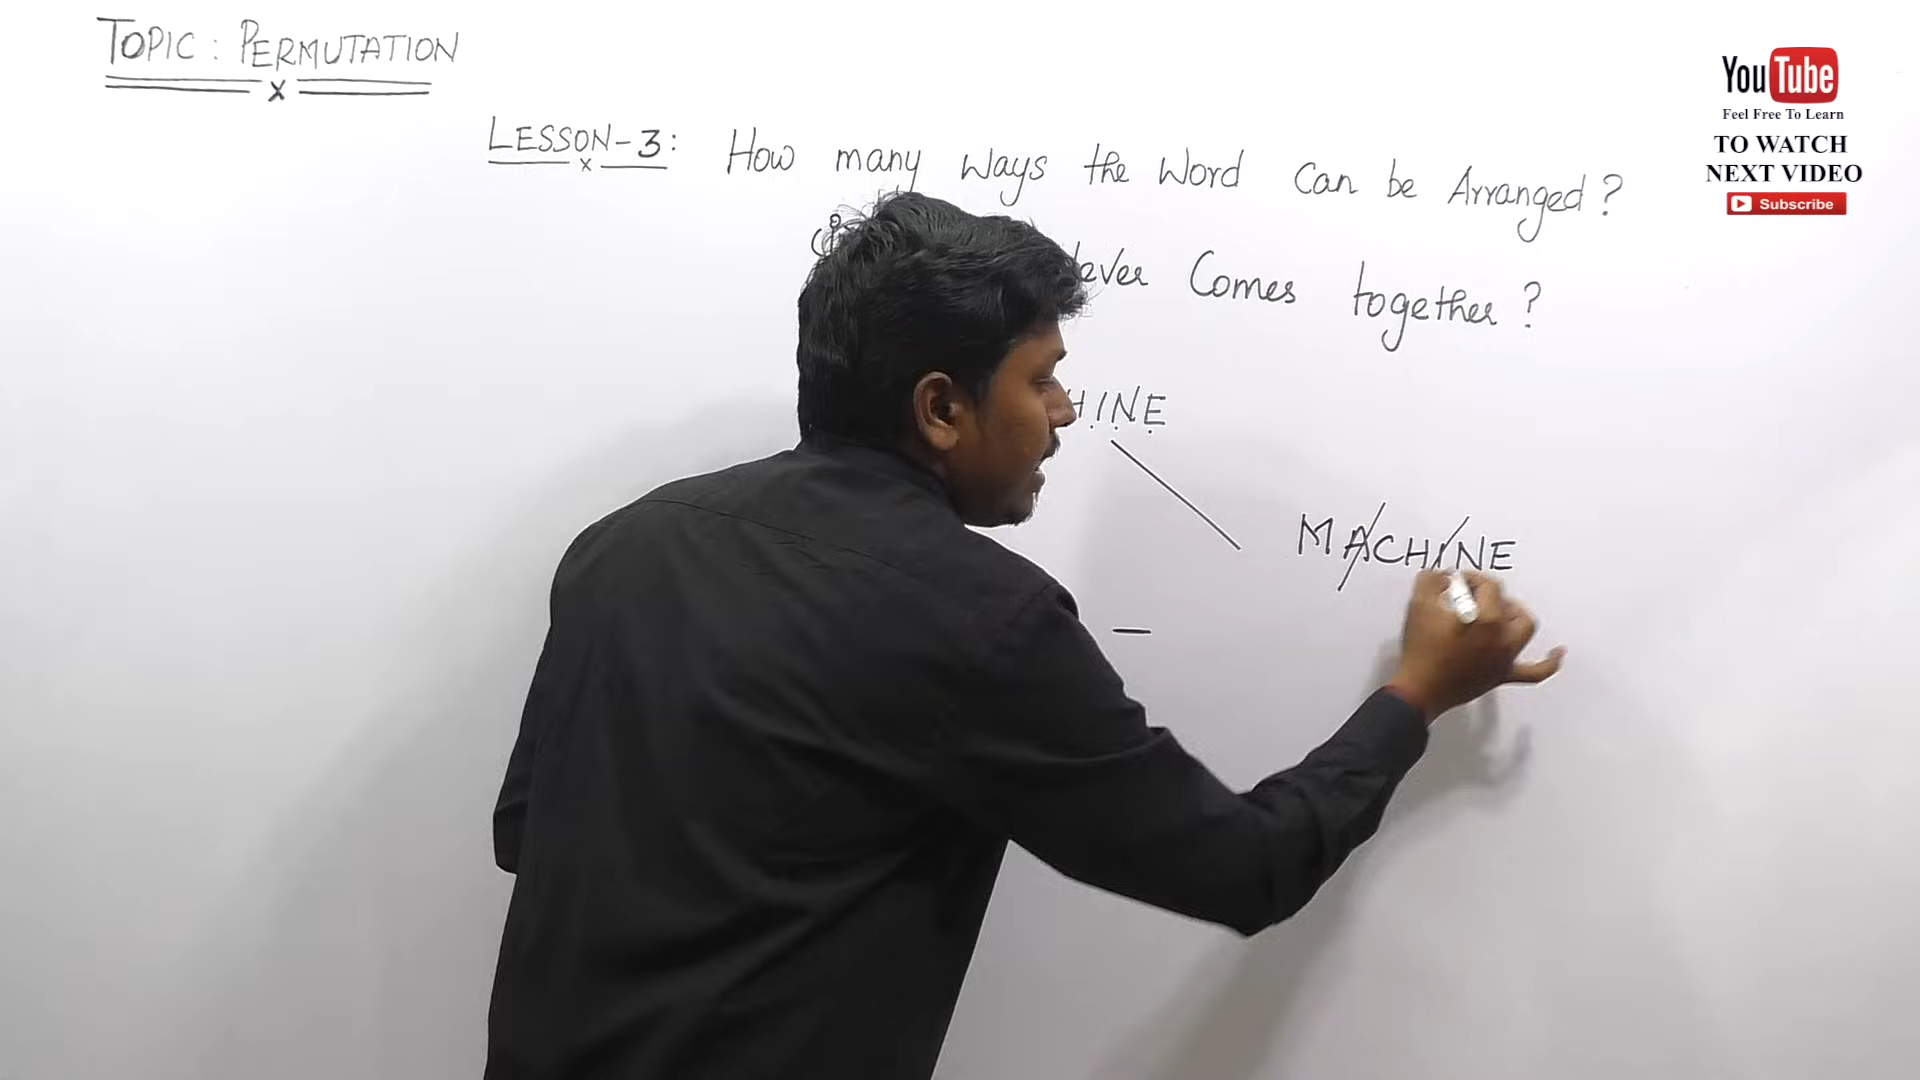 TOPIC : PERMUTATION
x
LESSON-3: How many ways the word can be Arranged?
x
Comes together?
HINE
MACHINE
YouTube
Feel Free To Learn
TO WATCH
NEXT VIDEO
Subscribe